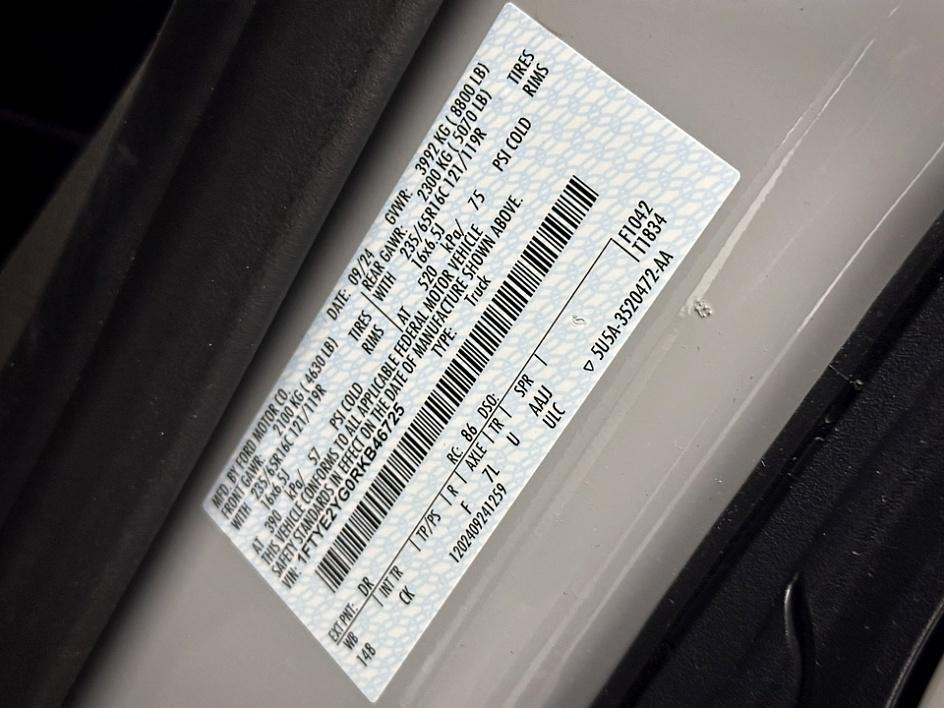 MFD. BY FORD MOTOR CO. DATE: 09/24 GVWR: 3992 KG ( 8800 LB)
FRONT GAWR: 2100 KG ( 4630 LB) REAR GAWR: 2300 KG ( 5070 LB)
WITH 235/65R16C 121/119R TIRES WITH 235/65R16C 121/119R TIRES
16x6.5J RIMS 16x6.5J RIMS
AT 390 kPa/ 57 PSI COLD AT 520 kPa/ 75 PSI COLD
THIS VEHICLE CONFORMS TO ALL APPLICABLE FEDERAL MOTOR VEHICLE
SAFETY STANDARDS IN EFFECT ON THE DATE OF MANUFACTURE SHOWN ABOVE.
VIN: 1FTYE2YG0RKB46725 TYPE: Truck
EXT PNT: DR RC: 86 DSO: F1042
WB INT TR TP/PS R AXLE TR SPR T1834
148 CK F 7L U AAJJ
1202409241259 ULC ▽ 5U5A-3520472-AA